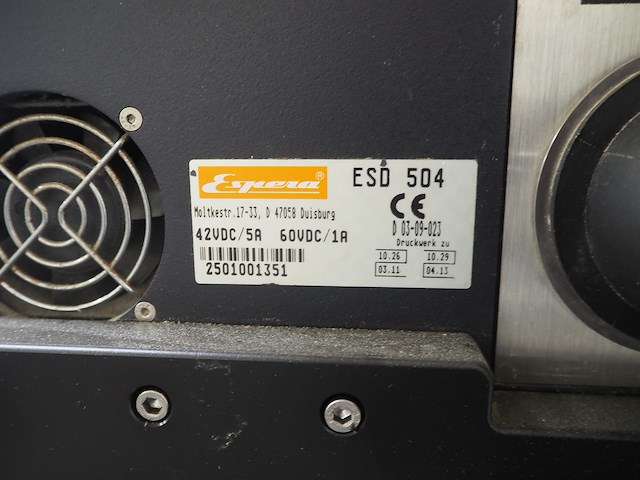 Espera®
ESD 504
CE
Moltkestr.17-33, D 47058 Duisburg
D 03-09-023
42VDC/5A 60VDC/1A
Druckwerk zu
10.26 10.29
03.11 04.13
2501001351